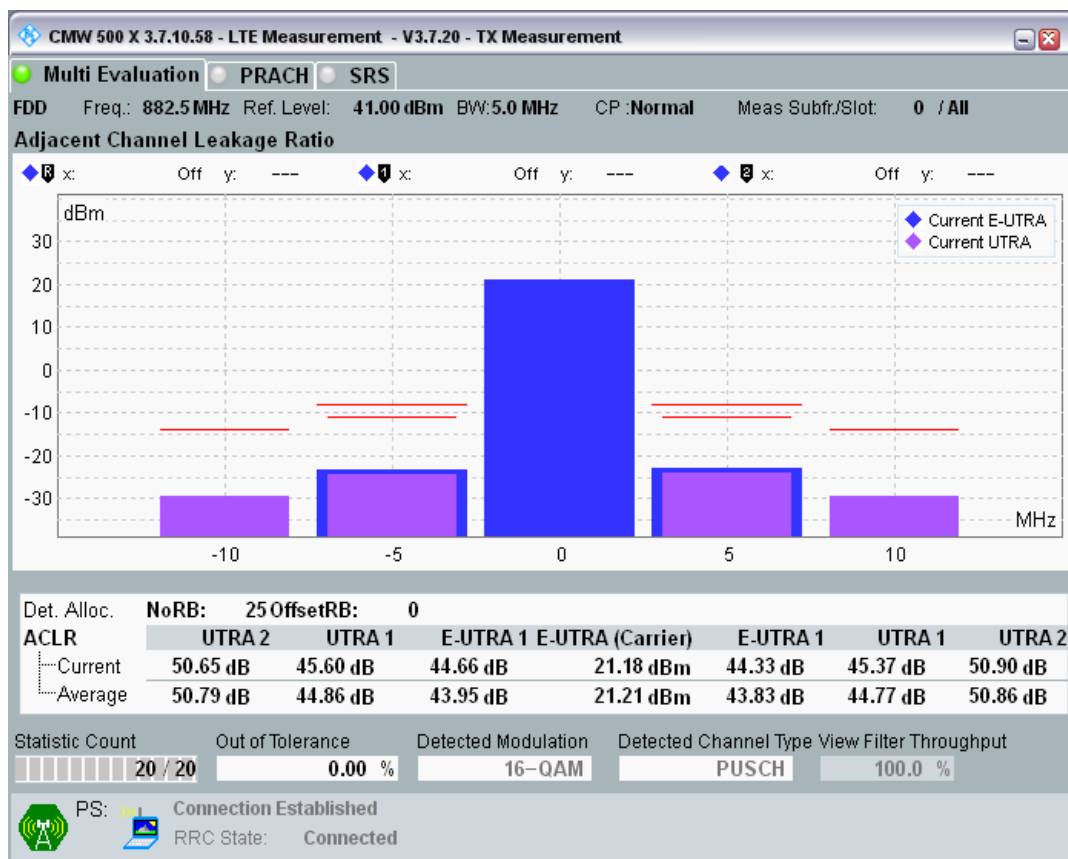 CMW 500 X 3.7.10.58 - LTE Measurement - V3.7.20 - TX Measurement
Multi Evaluation PRACH SRS
FDD Freq.: 882.5 MHz Ref. Level: 41.00 dBm BW:5.0 MHz CP :Normal Meas Subfr./Slot: 0 / All
Adjacent Channel Leakage Ratio
R x: Off y: --- 1 x: Off y: --- 2 x: Off y: ---
dBm
Current E-UTRA
Current UTRA
30
20
10
0
-10
-20
-30
MHz
-10 -5 0 5 10
Det. Alloc. NoRB: 25 OffsetRB: 0
ACLR UTRA 2 UTRA 1 E-UTRA 1 E-UTRA (Carrier) E-UTRA 1 UTRA 1 UTRA 2
Current 50.65 dB 45.60 dB 44.66 dB 21.18 dBm 44.33 dB 45.37 dB 50.90 dB
Average 50.79 dB 44.86 dB 43.95 dB 21.21 dBm 43.83 dB 44.77 dB 50.86 dB
Statistic Count Out of Tolerance Detected Modulation Detected Channel Type View Filter Throughput
20 / 20 0.00 % 16-QAM PUSCH 100.0 %
PS: Connection Established
RRC State: Connected